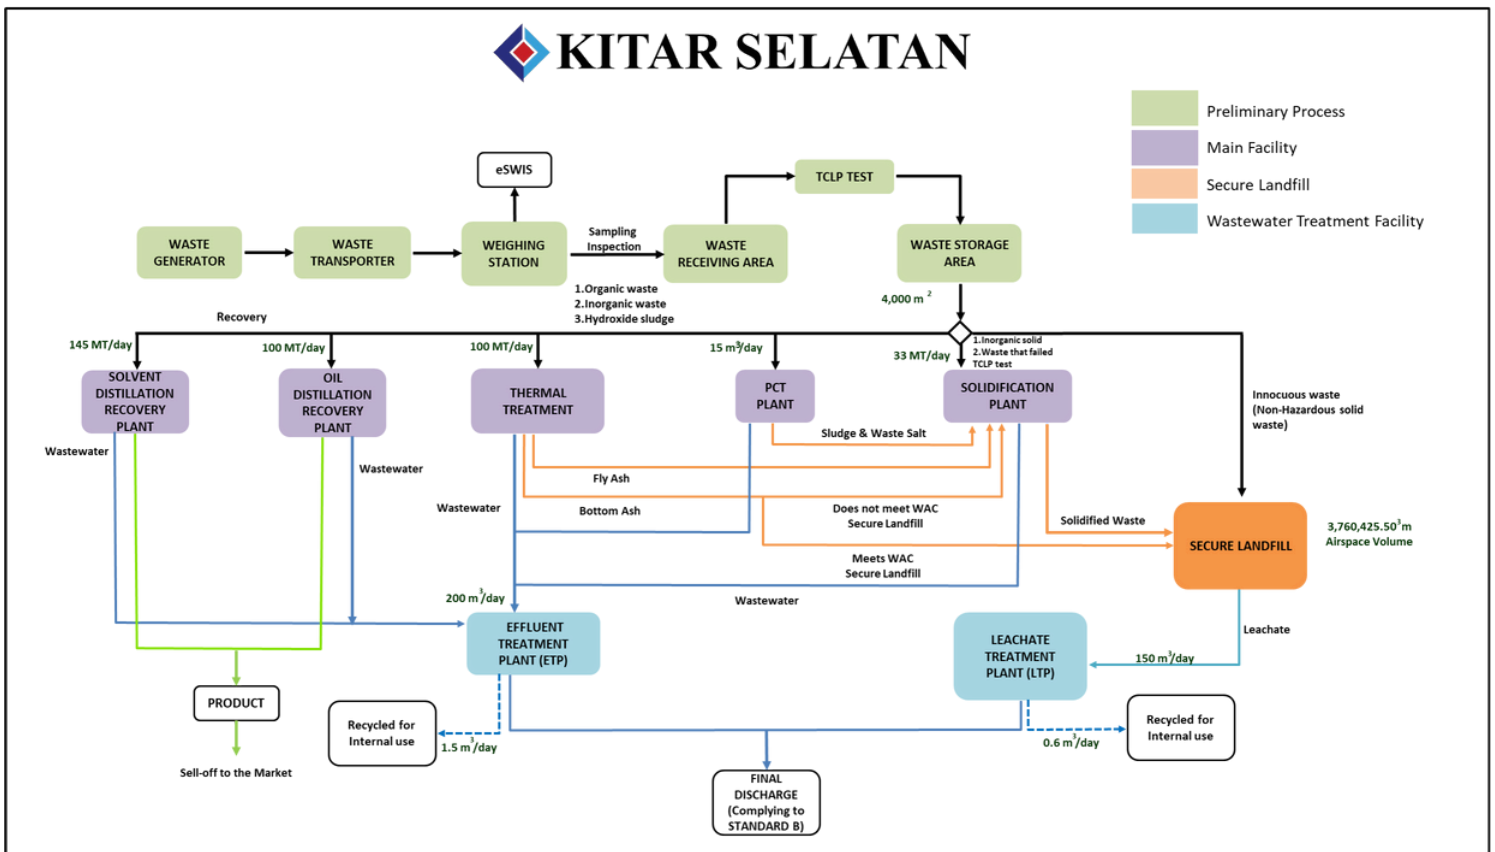 KITAR SELATAN
Preliminary Process
Main Facility
Secure Landfill
Wastewater Treatment Facility
eSWIS
TCLP TEST
WASTE
GENERATOR
WASTE
TRANSPORTER
WEIGHING
STATION
Sampling
Inspection
WASTE
RECEIVING AREA
WASTE STORAGE
AREA
1.Organic waste
2.Inorganic waste
3.Hydroxide sludge
4,000 m 2
Recovery
145 MT/day
100 MT/day
100 MT/day
15 m3/day
33 MT/day
1.Inorganic solid
2.Waste that failed
TCLP test
SOLVENT
DISTILLATION
RECOVERY
PLANT
OIL
DISTILLATION
RECOVERY
PLANT
THERMAL
TREATMENT
PCT
PLANT
SOLIDIFICATION
PLANT
Innocuous waste
(Non-Hazardous solid
waste)
Wastewater
Wastewater
Wastewater
Sludge & Waste Salt
Fly Ash
Bottom Ash
Does not meet WAC
Secure Landfill
Solidified Waste
Meets WAC
Secure Landfill
SECURE LANDFILL
3,760,425.503m
Airspace Volume
200 m3/day
Wastewater
EFFLUENT
TREATMENT
PLANT (ETP)
LEACHATE
TREATMENT
PLANT (LTP)
Leachate
150 m3/day
PRODUCT
Sell-off to the Market
Recycled for
Internal use
1.5 m3/day
0.6 m3/day
Recycled for
Internal use
FINAL
DISCHARGE
(Complying to
STANDARD B)